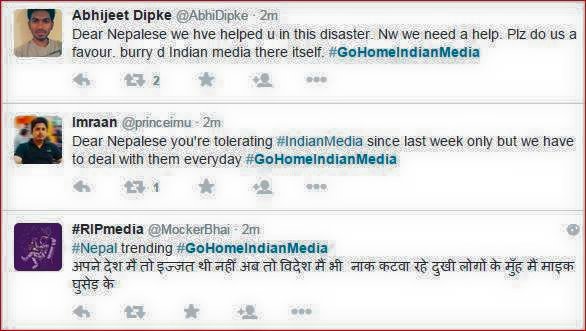 Abhijeet Dipke @AbhiDipke · 2m
Dear Nepalese we hve helped u in this disaster. Nw we need a help. Plz do us a
favour. burry d Indian media there itself. #GoHomeIndianMedia
2
Imraan @princeimu · 2m
Dear Nepalese you're tolerating #IndianMedia since last week only but we have
to deal with them everyday #GoHomeIndianMedia
1
#RIPmedia @MockerBhai · 2m
#Nepal trending #GoHomeIndianMedia
अपने देश मैं तो इज्ज़त थी नहीं अब तो विदेश मैं भी नाक कटवा रहे दुखी लोगों के मुँह मैं माइक
घुसेड़ के